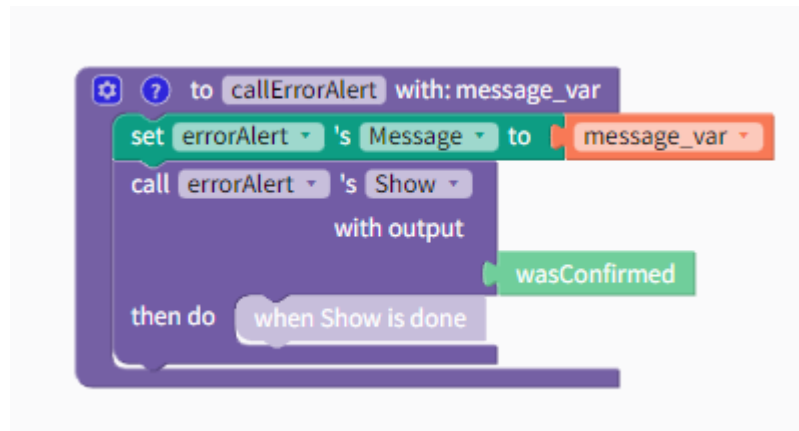 ? to callErrorAlert with: message_var
set errorAlert 's Message to message_var
call errorAlert 's Show
with output
wasConfirmed
then do when Show is done